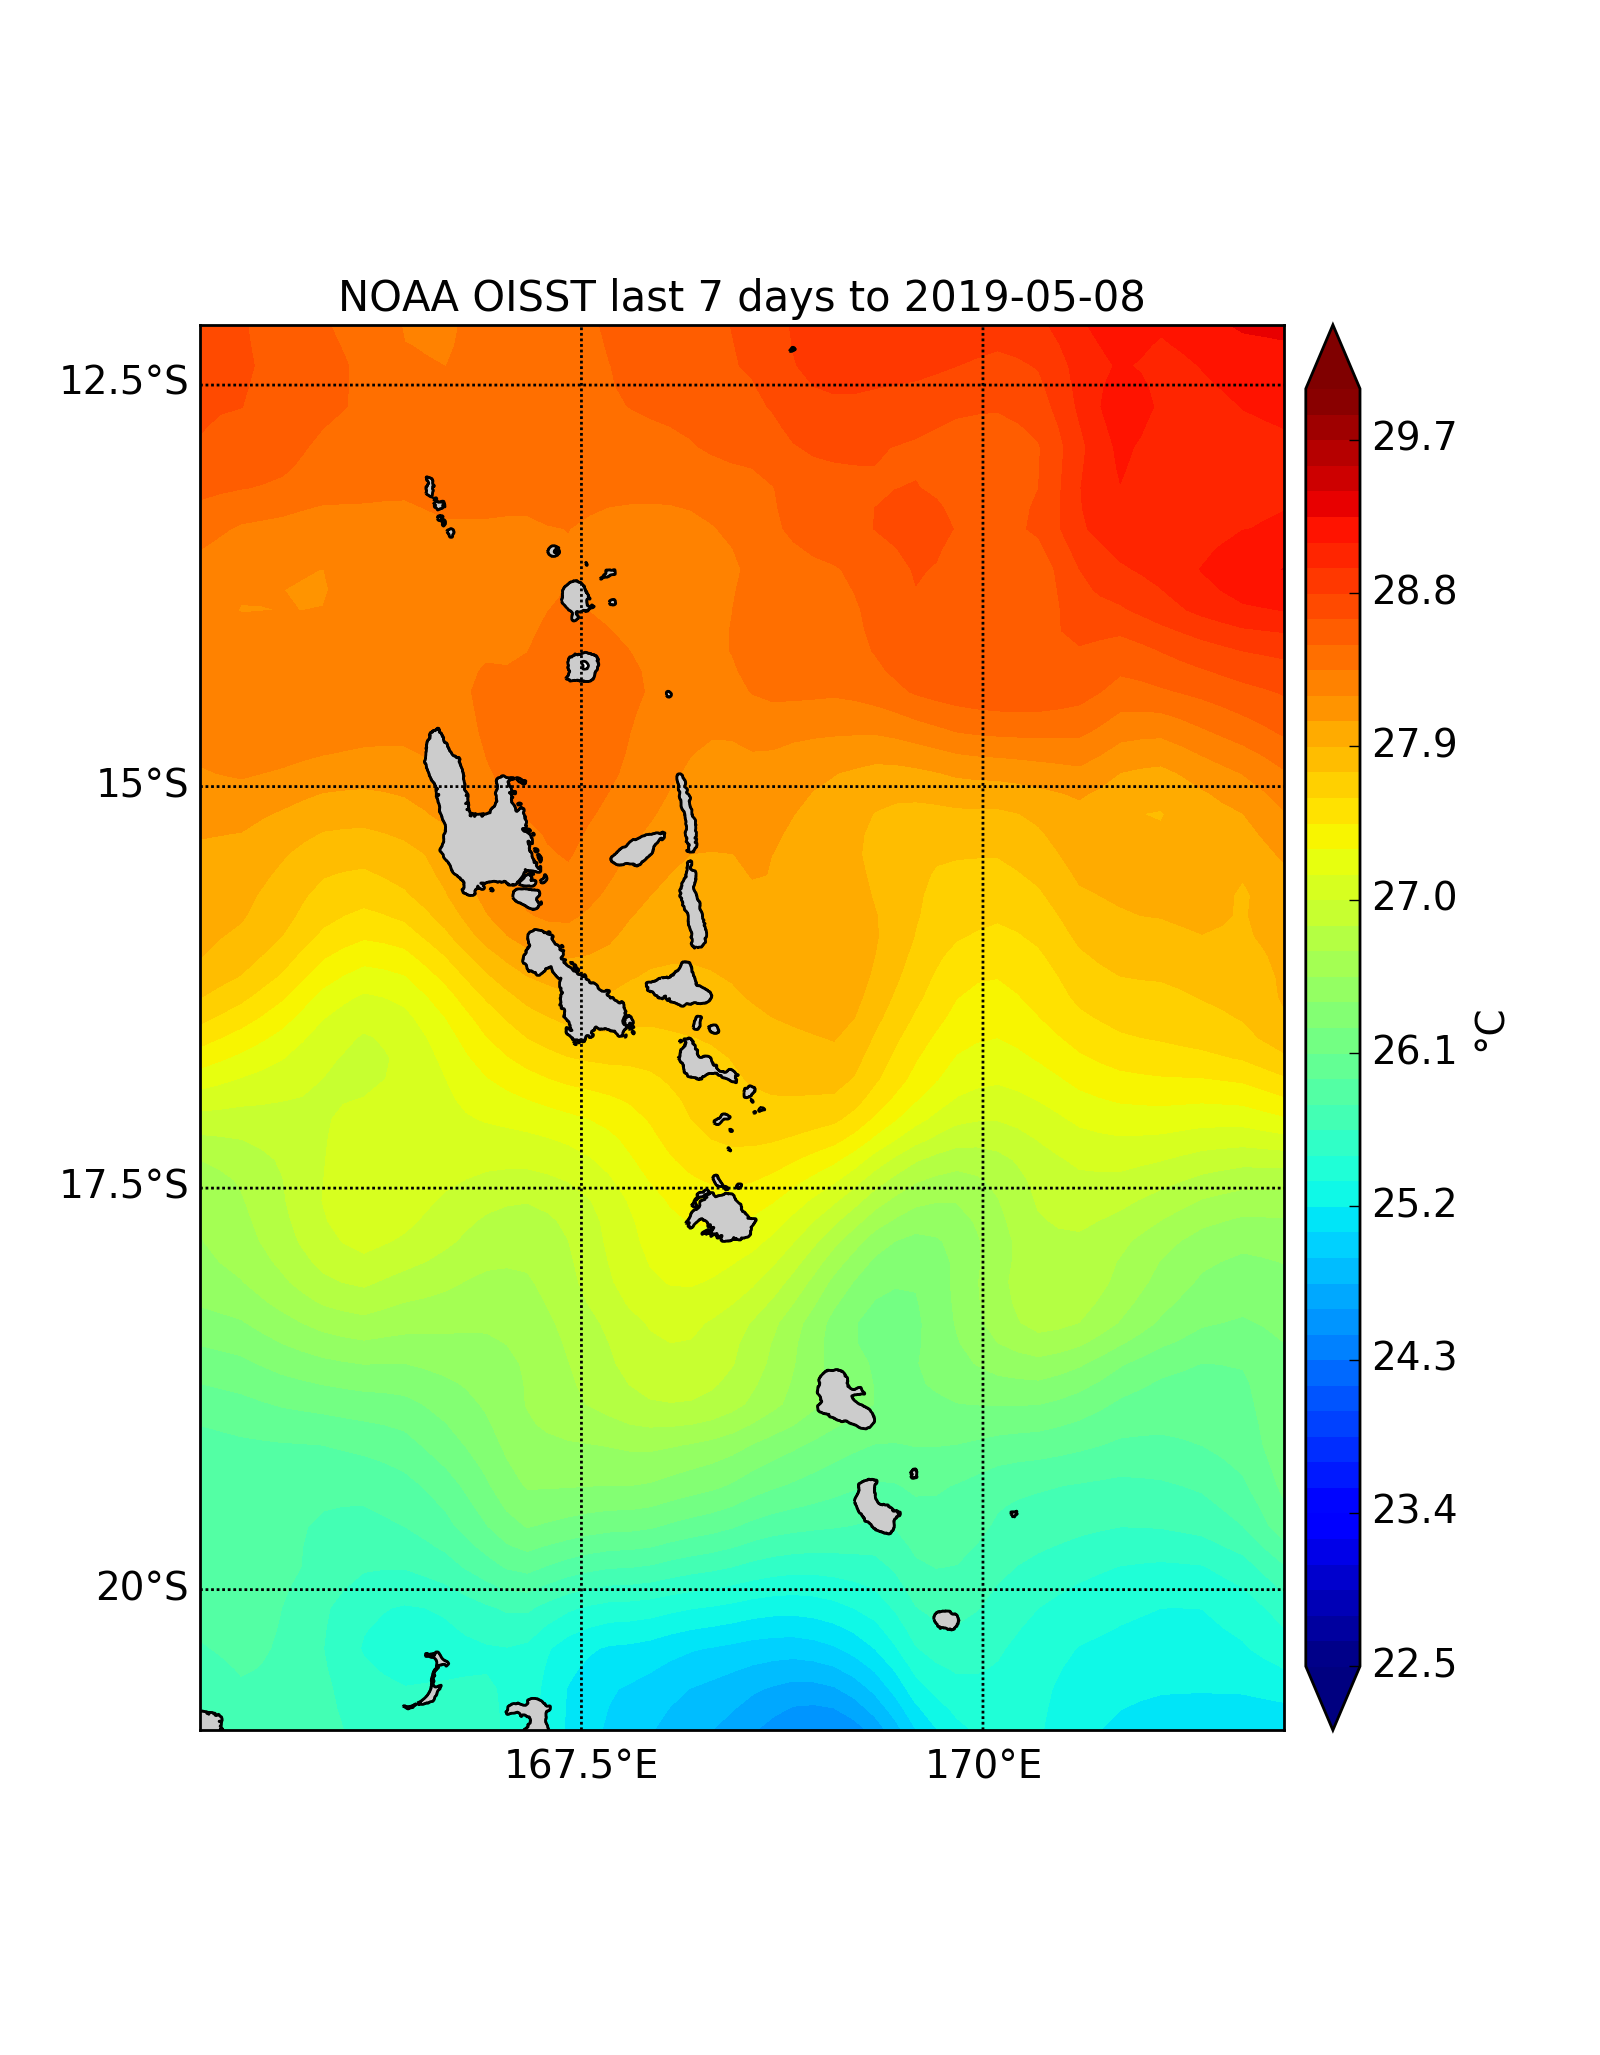 NOAA OISST last 7 days to 2019-05-08
12.5°S
15°S
17.5°S
20°S
167.5°E
170°E
29.7
28.8
27.9
27.0
26.1
25.2
24.3
23.4
22.5
°C